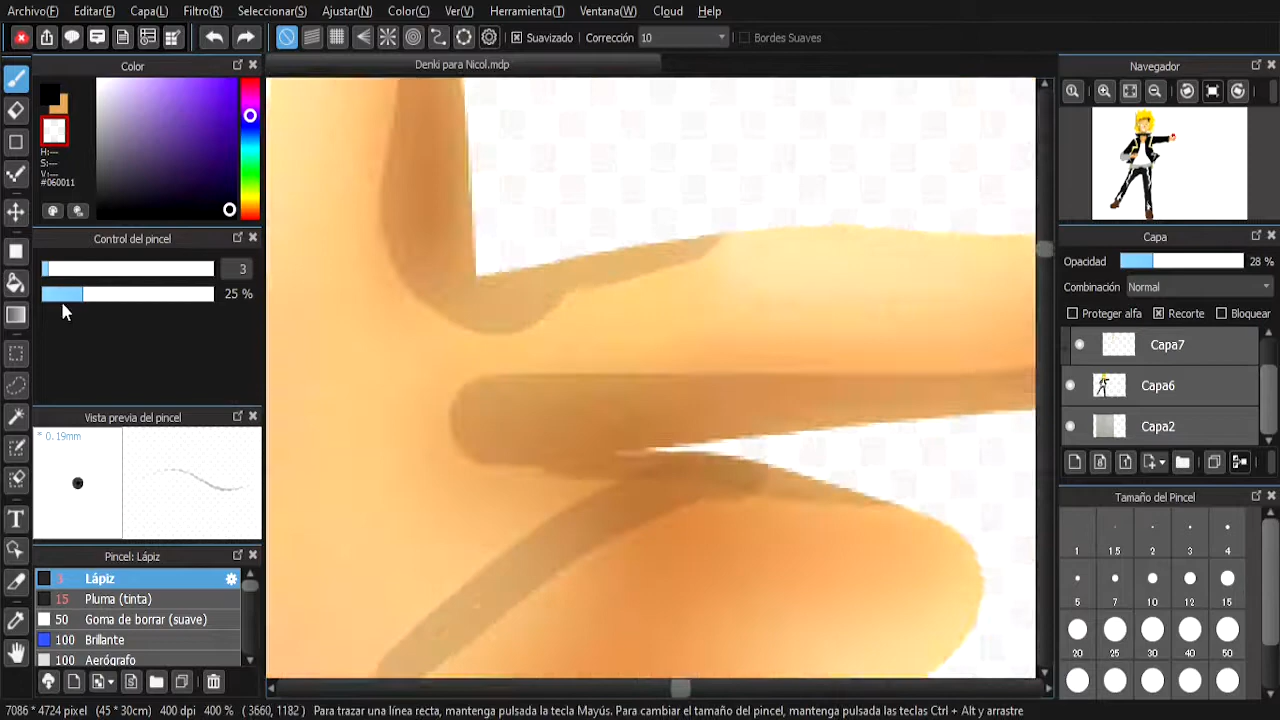 Archivo(F) Editar(E) Capa(L) Filtro(R) Seleccionar(S) Ajustar(N) Color(C) Ver(V) Herramienta(T) Ventana(W) Cloud Help
Suavizado Corrección 10 Bordes Suaves
Color
Denki para Nicol.mdp
Navegador
H:---
S:---
V:---
#060011
Control del pincel
3
25 %
Capa
Opacidad 28 %
Combinación Normal
Proteger alfa Recorte Bloquear
Capa7
Capa6
Capa2
Vista previa del pincel
* 0.19mm
Tamaño del Pincel
1 1.5 2 3 4
5 7 10 12 15
20 25 30 40 50
Pincel: Lápiz
3 Lápiz
15 Pluma (tinta)
50 Goma de borrar (suave)
100 Brillante
100 Aerógrafo
7086 * 4724 pixel (45 * 30cm) 400 dpi 400 % ( 3660, 1182 ) Para trazar una línea recta, mantenga pulsada la tecla Mayús. Para cambiar el tamaño del pincel, mantenga pulsada las teclas Ctrl + Alt y arrastre